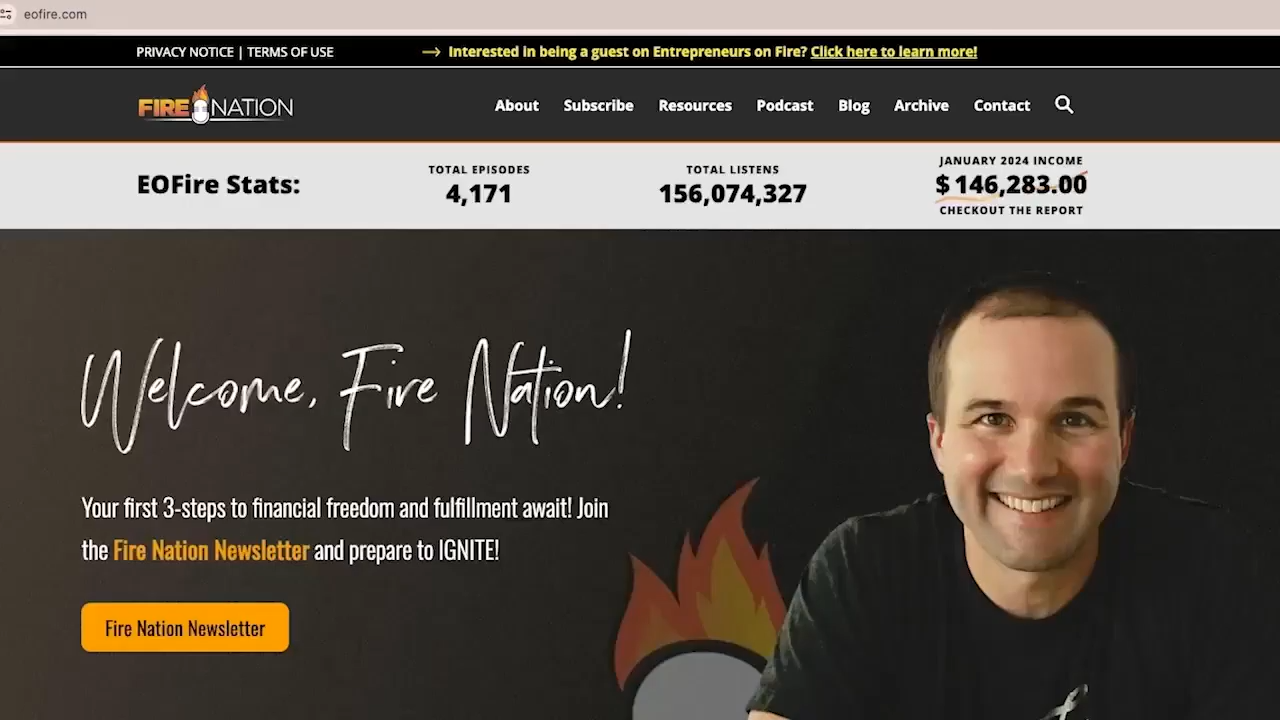 eofire.com
PRIVACY NOTICE | TERMS OF USE
Interested in being a guest on Entrepreneurs on Fire? Click here to learn more!
FIRE NATION
About Subscribe Resources Podcast Blog Archive Contact
EOFire Stats:
TOTAL EPISODES
4,171
TOTAL LISTENS
156,074,327
JANUARY 2024 INCOME
$ 146,283.00
CHECKOUT THE REPORT
Welcome, Fire Nation!
Your first 3-steps to financial freedom and fulfillment await! Join
the Fire Nation Newsletter and prepare to IGNITE!
Fire Nation Newsletter